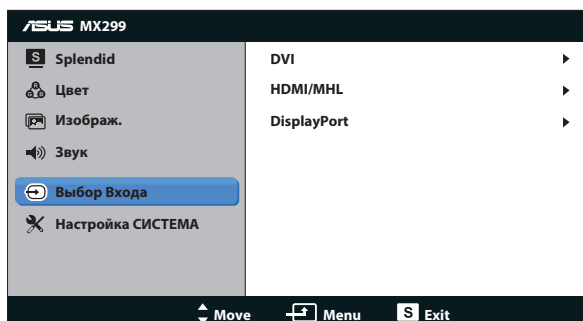 ASUS MX299
S Splendid
Цвет
Изображ.
Звук
Выбор Входа
Настройка СИСТЕМА
DVI
HDMI/MHL
DisplayPort
Move Menu S Exit